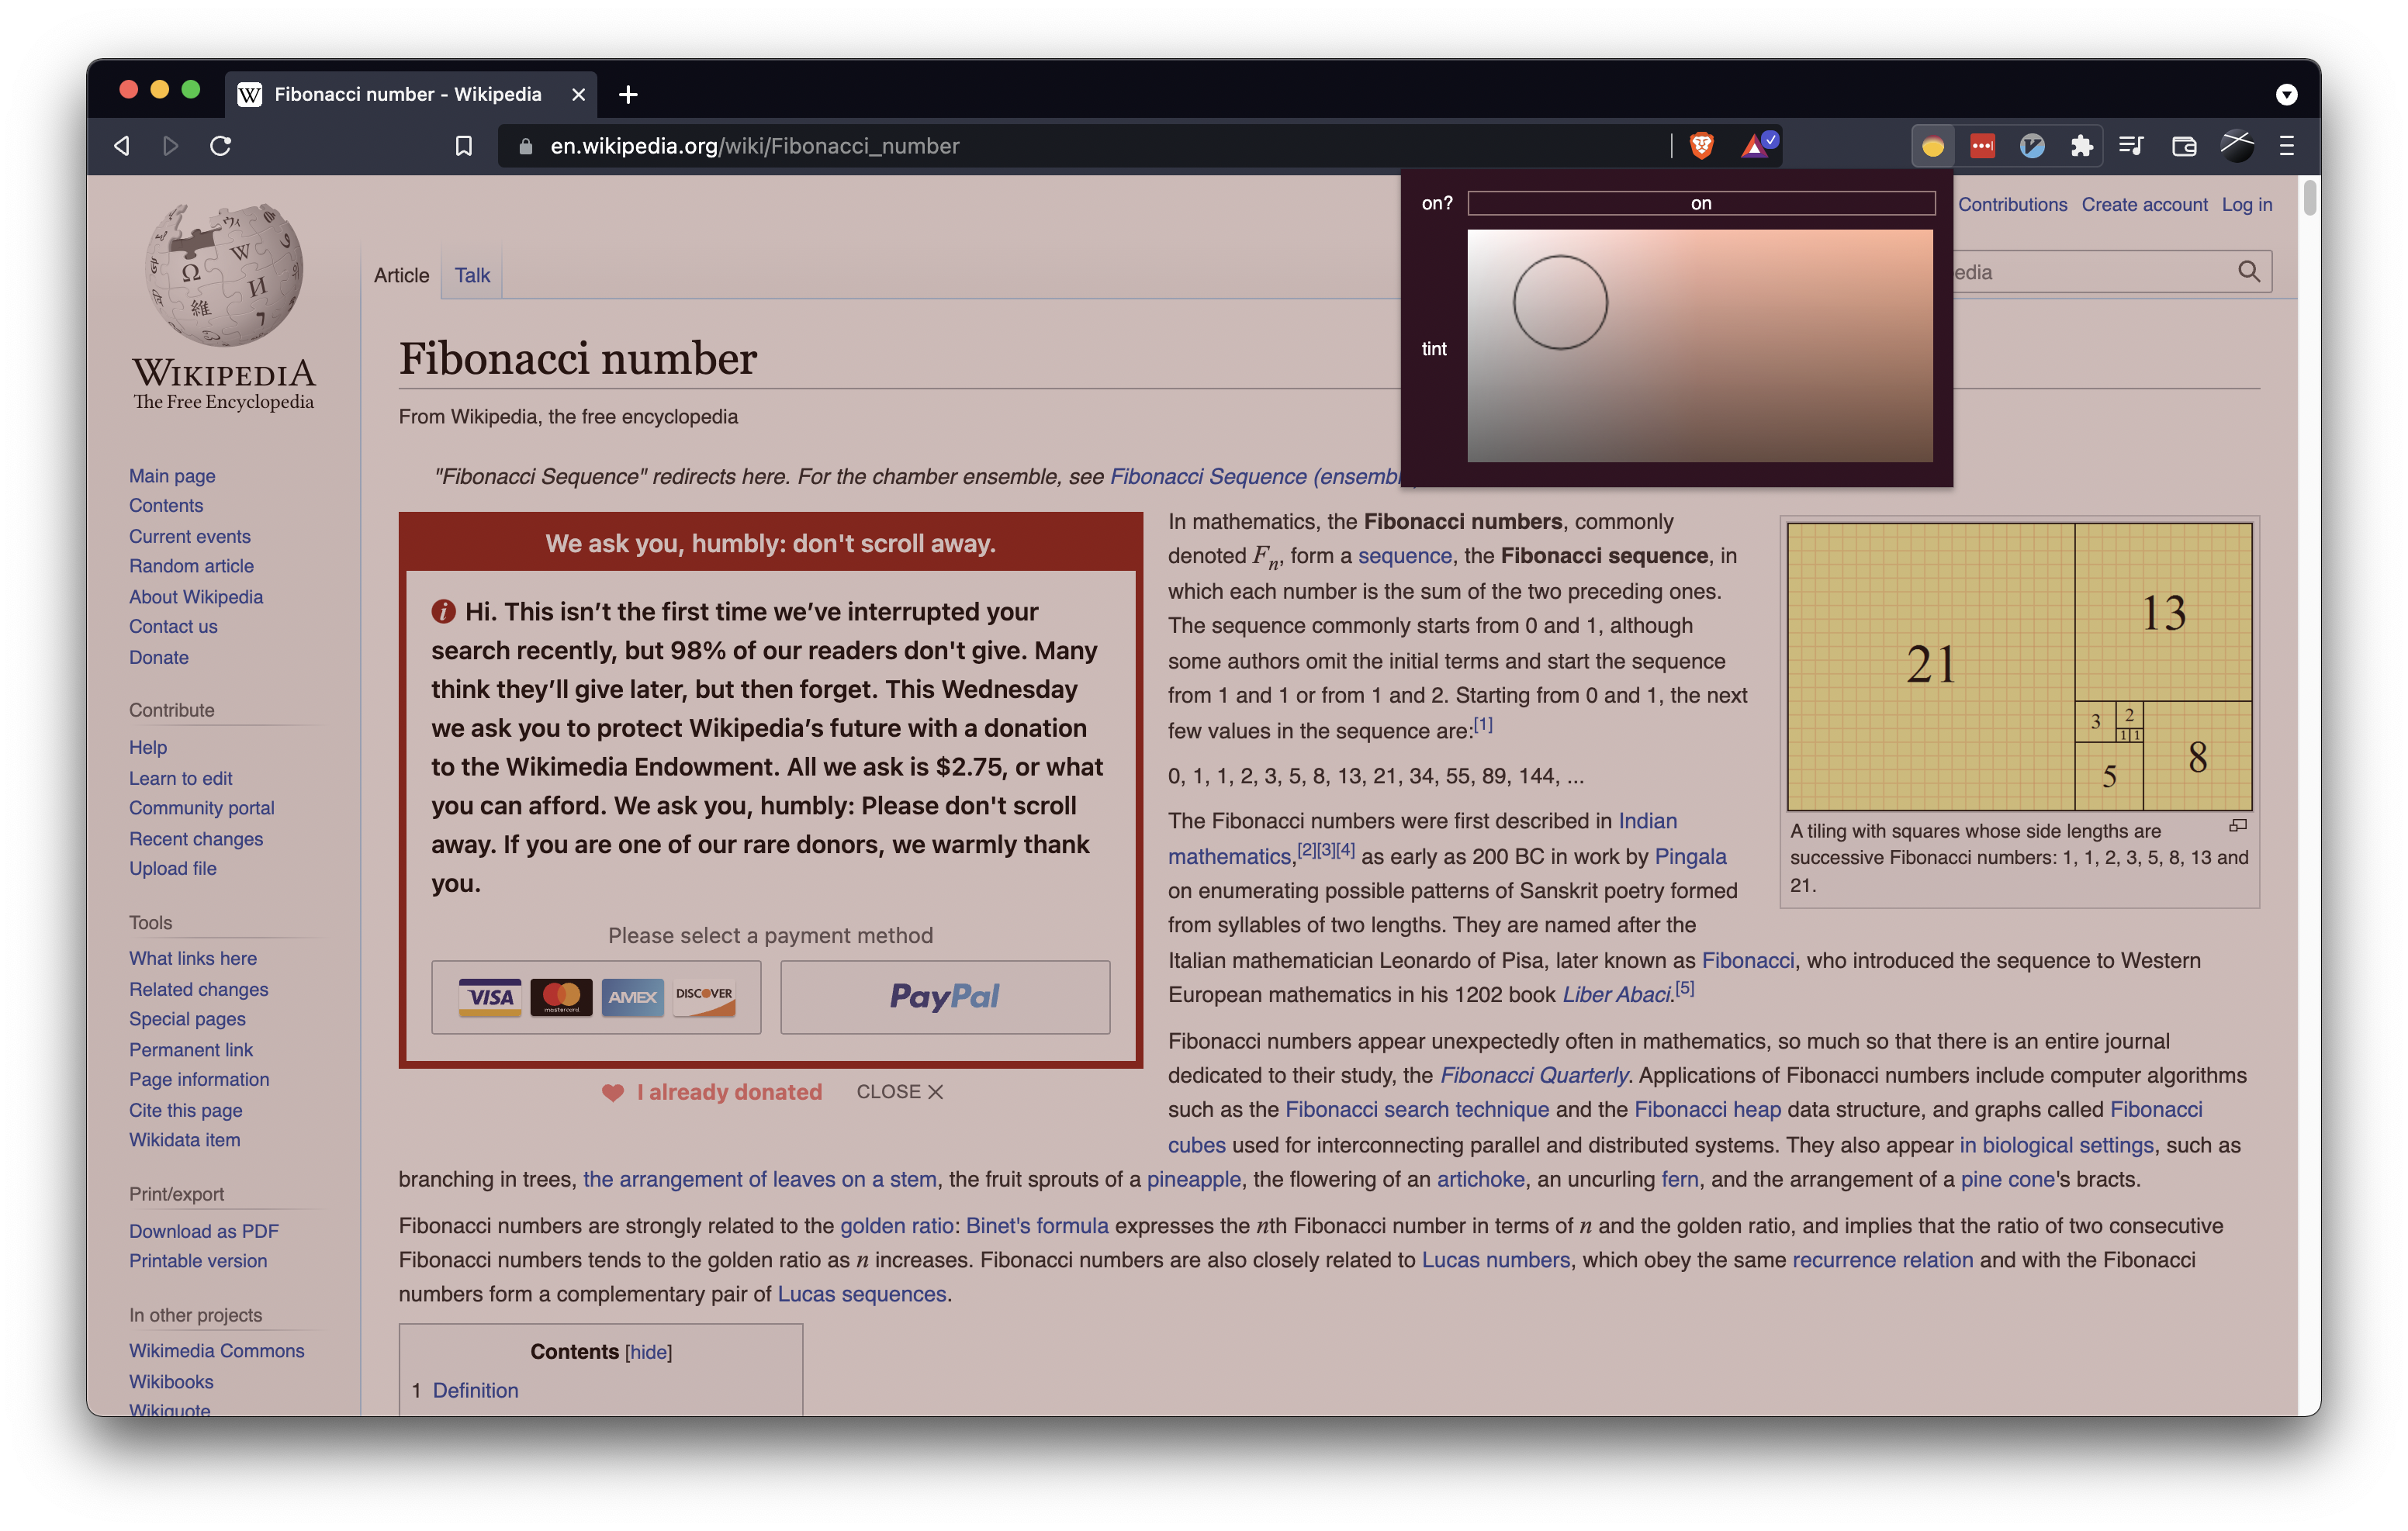 Fibonacci number - Wikipedia
en.wikipedia.org/wiki/Fibonacci_number
on?
on
tint
Contributions Create account Log in
edia
WIKIPEDIA
The Free Encyclopedia
Article
Talk
Main page
Contents
Current events
Random article
About Wikipedia
Contact us
Donate
Contribute
Help
Learn to edit
Community portal
Recent changes
Upload file
Tools
What links here
Related changes
Special pages
Permanent link
Page information
Cite this page
Wikidata item
Print/export
Download as PDF
Printable version
In other projects
Wikimedia Commons
Wikibooks
Wikiquote
Fibonacci number
From Wikipedia, the free encyclopedia
"Fibonacci Sequence" redirects here. For the chamber ensemble, see Fibonacci Sequence
We ask you, humbly: don't scroll away.
Hi. This isn’t the first time we’ve interrupted your
search recently, but 98% of our readers don't give. Many
think they’ll give later, but then forget. This Wednesday
we ask you to protect Wikipedia’s future with a donation
to the Wikimedia Endowment. All we ask is $2.75, or what
you can afford. We ask you, humbly: Please don't scroll
away. If you are one of our rare donors, we warmly thank
you.
Please select a payment method
VISA
mastercard
AMEX
DISCOVER
PayPal
I already donated
CLOSE
In mathematics, the Fibonacci numbers, commonly
denoted Fn, form a sequence, the Fibonacci sequence, in
which each number is the sum of the two preceding ones.
The sequence commonly starts from 0 and 1, although
some authors omit the initial terms and start the sequence
from 1 and 1 or from 1 and 2. Starting from 0 and 1, the next
few values in the sequence are:[1]
0, 1, 1, 2, 3, 5, 8, 13, 21, 34, 55, 89, 144, ...
The Fibonacci numbers were first described in Indian
mathematics,[2][3][4] as early as 200 BC in work by Pingala
on enumerating possible patterns of Sanskrit poetry formed
from syllables of two lengths. They are named after the
Italian mathematician Leonardo of Pisa, later known as Fibonacci, who introduced the sequence to Western
European mathematics in his 1202 book Liber Abaci.[5]
21
13
3
2
1 1
8
5
A tiling with squares whose side lengths are
successive Fibonacci numbers: 1, 1, 2, 3, 5, 8, 13 and
21.
Fibonacci numbers appear unexpectedly often in mathematics, so much so that there is an entire journal
dedicated to their study, the Fibonacci Quarterly. Applications of Fibonacci numbers include computer algorithms
such as the Fibonacci search technique and the Fibonacci heap data structure, and graphs called Fibonacci
cubes used for interconnecting parallel and distributed systems. They also appear in biological settings, such as
branching in trees, the arrangement of leaves on a stem, the fruit sprouts of a pineapple, the flowering of an artichoke, an uncurling fern, and the arrangement of a pine cone's bracts.
Fibonacci numbers are strongly related to the golden ratio: Binet's formula expresses the nth Fibonacci number in terms of n and the golden ratio, and implies that the ratio of two consecutive
Fibonacci numbers tends to the golden ratio as n increases. Fibonacci numbers are also closely related to Lucas numbers, which obey the same recurrence relation and with the Fibonacci
numbers form a complementary pair of Lucas sequences.
Contents [hide]
1 Definition